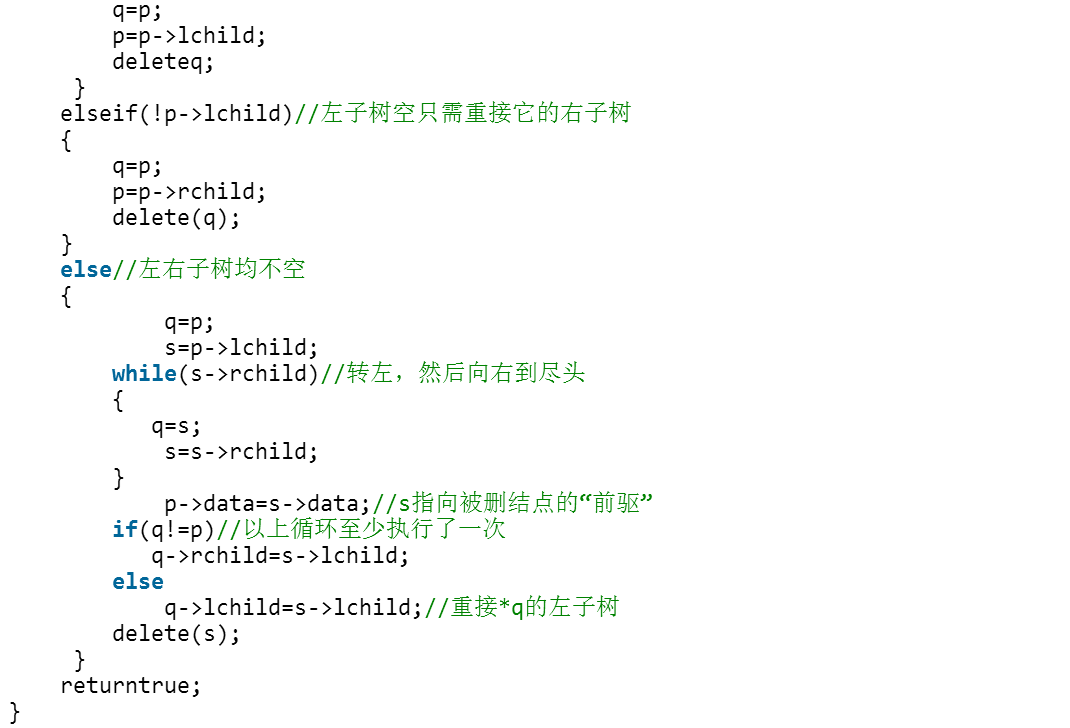 q=p;
p=p->lchild;
deleteq;
}
elseif(!p->lchild)//左子树空只需重接它的右子树
{
q=p;
p=p->rchild;
delete(q);
}
else//左右子树均不空
{
q=p;
s=p->lchild;
while(s->rchild)//转左，然后向右到尽头
{
q=s;
s=s->rchild;
}
p->data=s->data;//s指向被删结点的“前驱”
if(q!=p)//以上循环至少执行了一次
q->rchild=s->lchild;
else
q->lchild=s->lchild;//重接*q的左子树
delete(s);
}
returntrue;
}